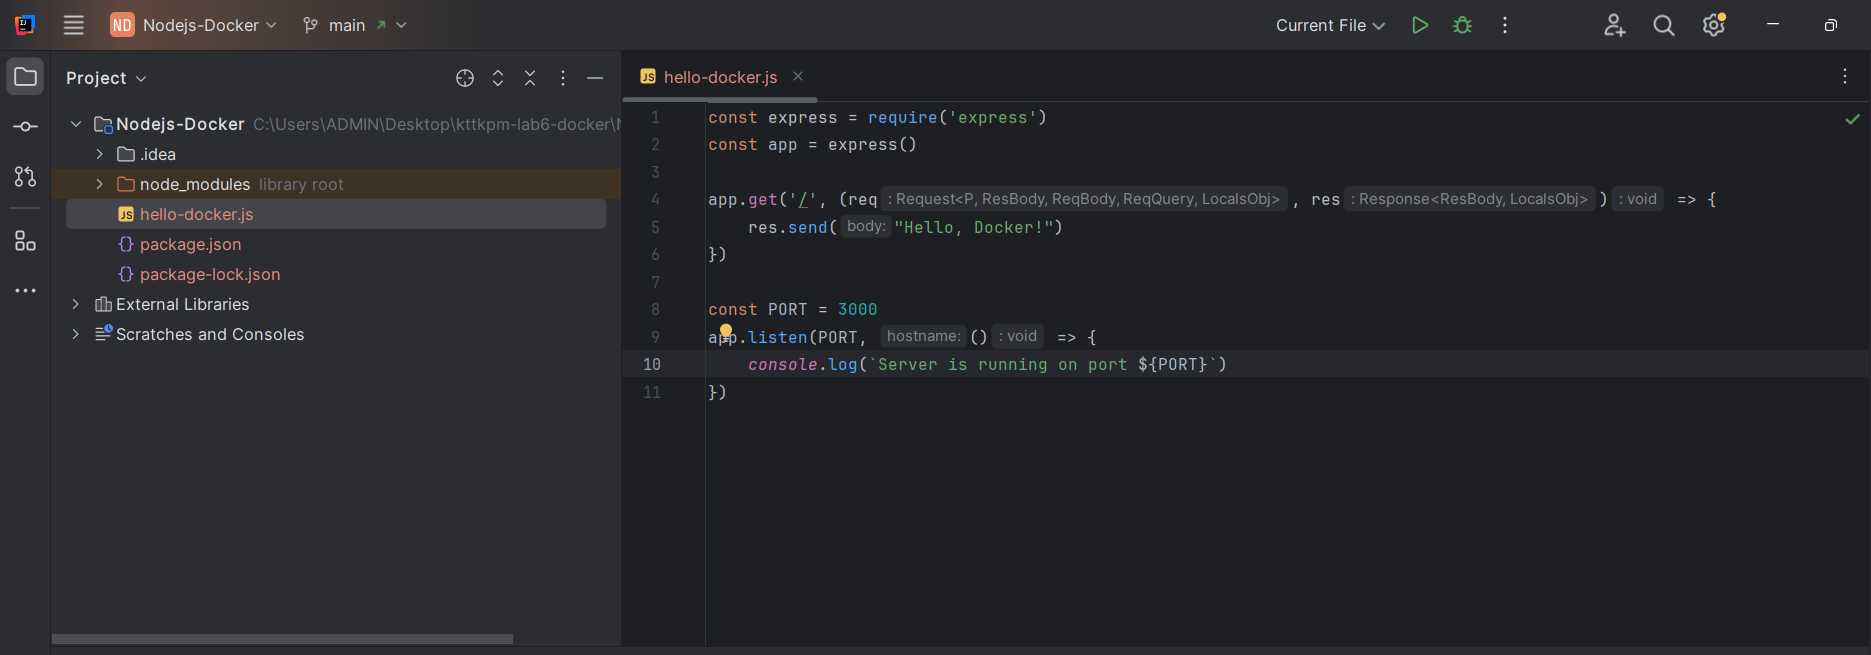 ND Nodejs-Docker main Current File
Project
Nodejs-Docker C:\Users\ADMIN\Desktop\kttkpm-lab6-docker\
.idea
node_modules library root
JS hello-docker.js
package.json
package-lock.json
External Libraries
Scratches and Consoles
JS hello-docker.js
1 const express = require('express')
2 const app = express()
3
4 app.get('/', (req : Request<P, ResBody, ReqBody, ReqQuery, LocalsObj> , res : Response<ResBody, LocalsObj> ) : void => {
5 res.send( body: "Hello, Docker!")
6 })
7
8 const PORT = 3000
9 app.listen(PORT, hostname: () : void => {
10 console.log(`Server is running on port ${PORT}`)
11 })